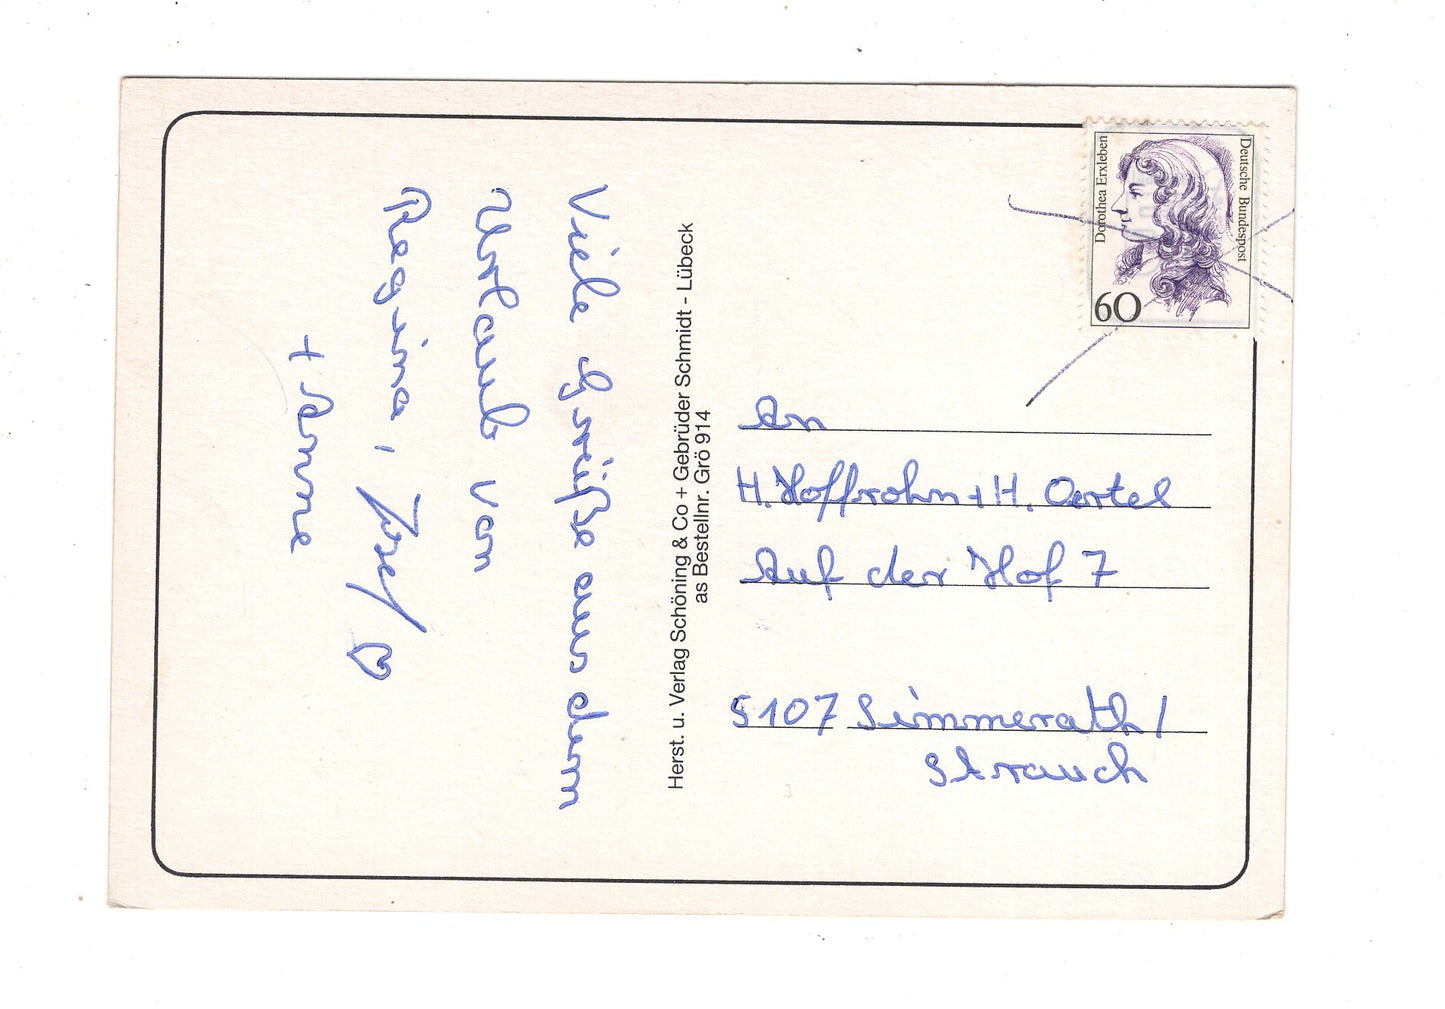 Viele Grüße aus dem
Urlaub von
Regina, Josef ♡
+ Anne
Herst. u. Verlag Schöning & Co + Gebrüder Schmidt - Lübeck
as Bestellnr. Grö 914
Dorothea Erxleben
Deutsche Bundespost
60
An
H. Hoffrohn + H. Oertel
Auf der Hof 7
5107 Simmerath/
Strauch